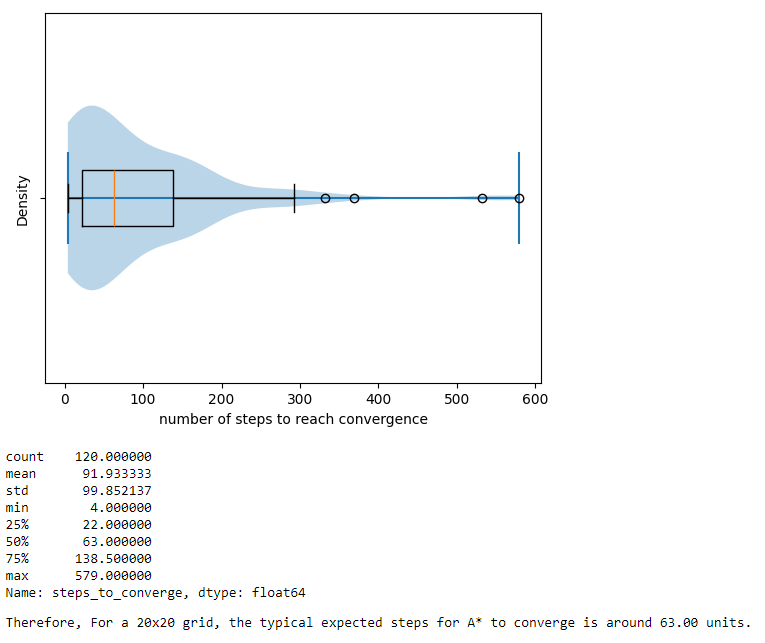 Density
0 100 200 300 400 500 600
number of steps to reach convergence
count 120.000000
mean 91.933333
std 99.852137
min 4.000000
25% 22.000000
50% 63.000000
75% 138.500000
max 579.000000
Name: steps_to_converge, dtype: float64
Therefore, For a 20x20 grid, the typical expected steps for A* to converge is around 63.00 units.